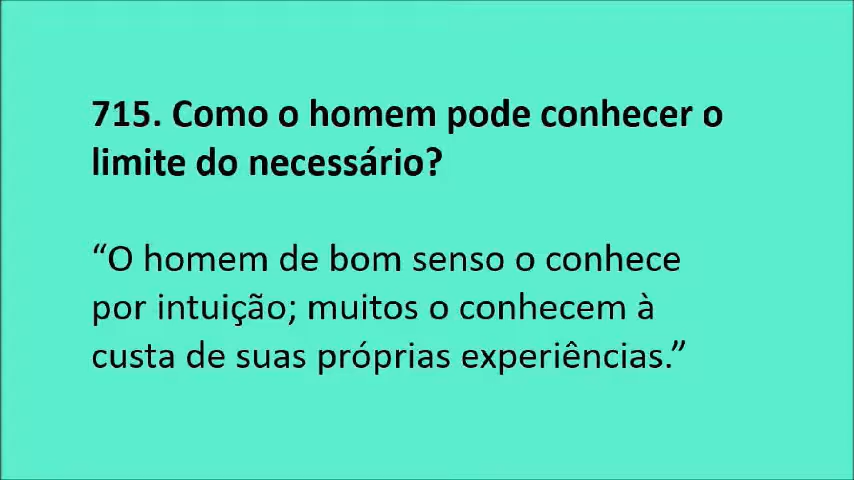 715. Como o homem pode conhecer o
limite do necessário?
“O homem de bom senso o conhece
por intuição; muitos o conhecem à
custa de suas próprias experiências.”